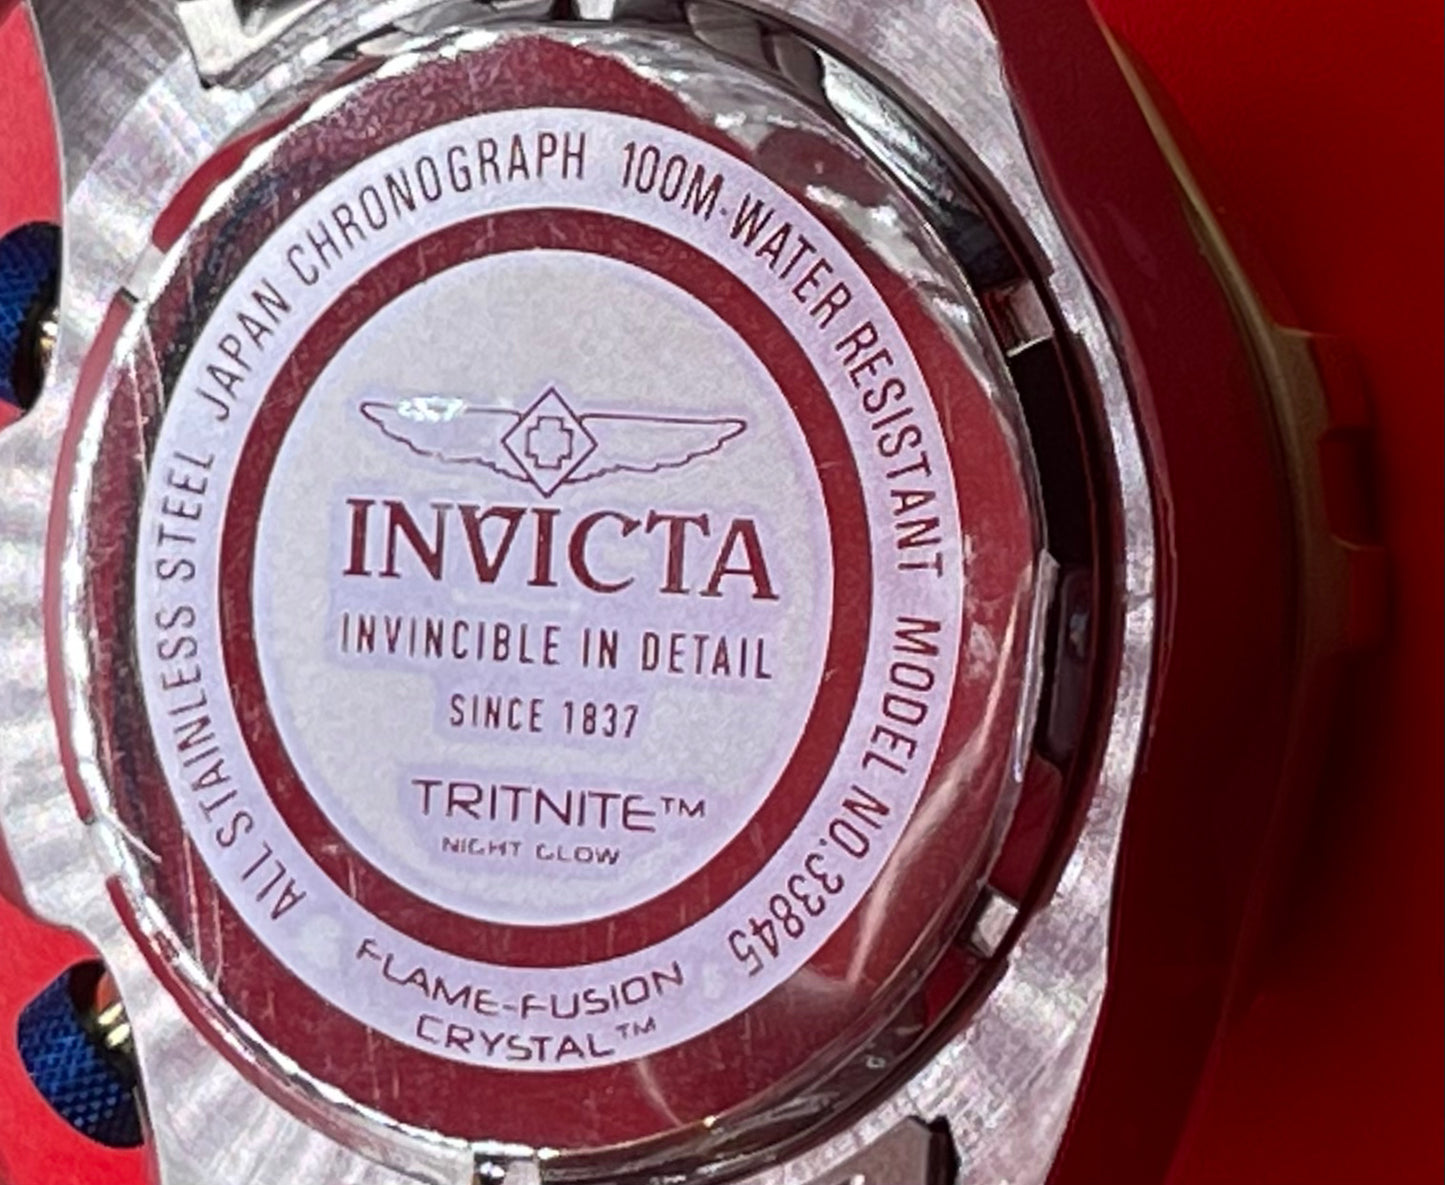 ALL STAINLESS STEEL JAPAN CHRONOGRAPH 100M-WATER RESISTANT MODEL NO.33845
INVICTA
INVINCIBLE IN DETAIL
SINCE 1837
TRITNITE™
NIGHT GLOW
FLAME-FUSION
CRYSTAL™